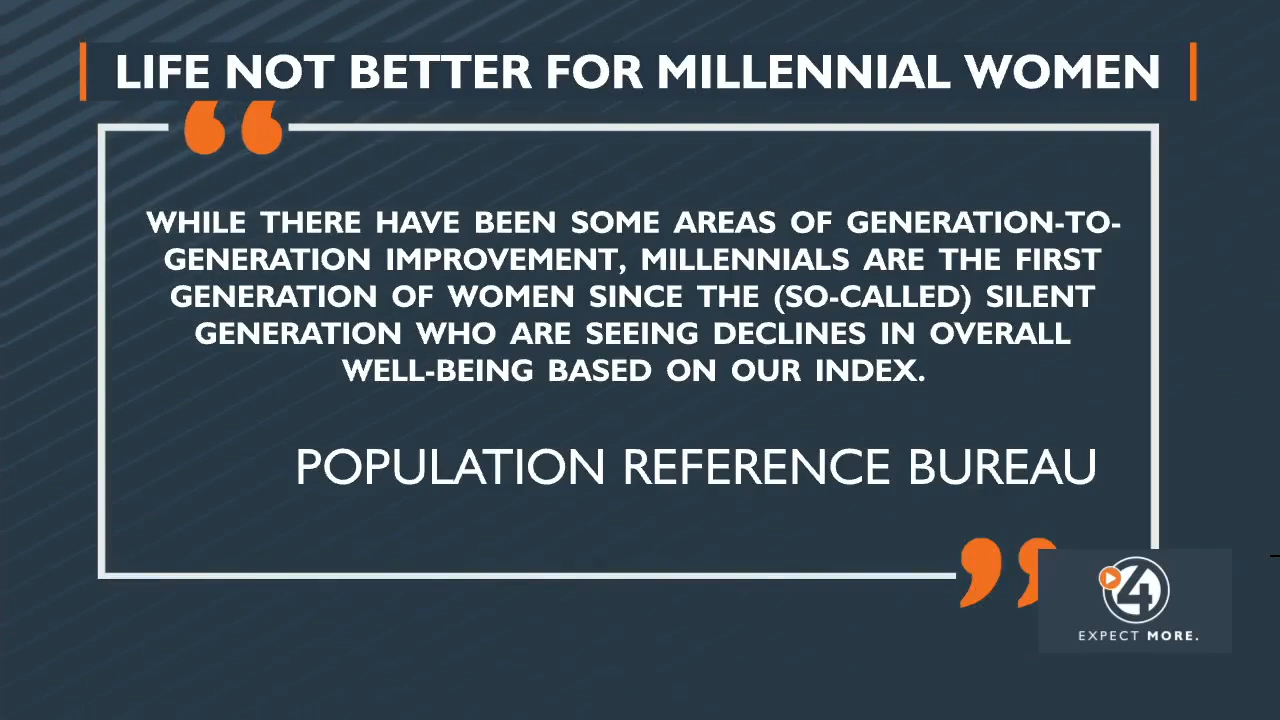 LIFE NOT BETTER FOR MILLENNIAL WOMEN
“
WHILE THERE HAVE BEEN SOME AREAS OF GENERATION-TO-
GENERATION IMPROVEMENT, MILLENNIALS ARE THE FIRST
GENERATION OF WOMEN SINCE THE (SO-CALLED) SILENT
GENERATION WHO ARE SEEING DECLINES IN OVERALL
WELL-BEING BASED ON OUR INDEX.
POPULATION REFERENCE BUREAU
”
4
EXPECT MORE.